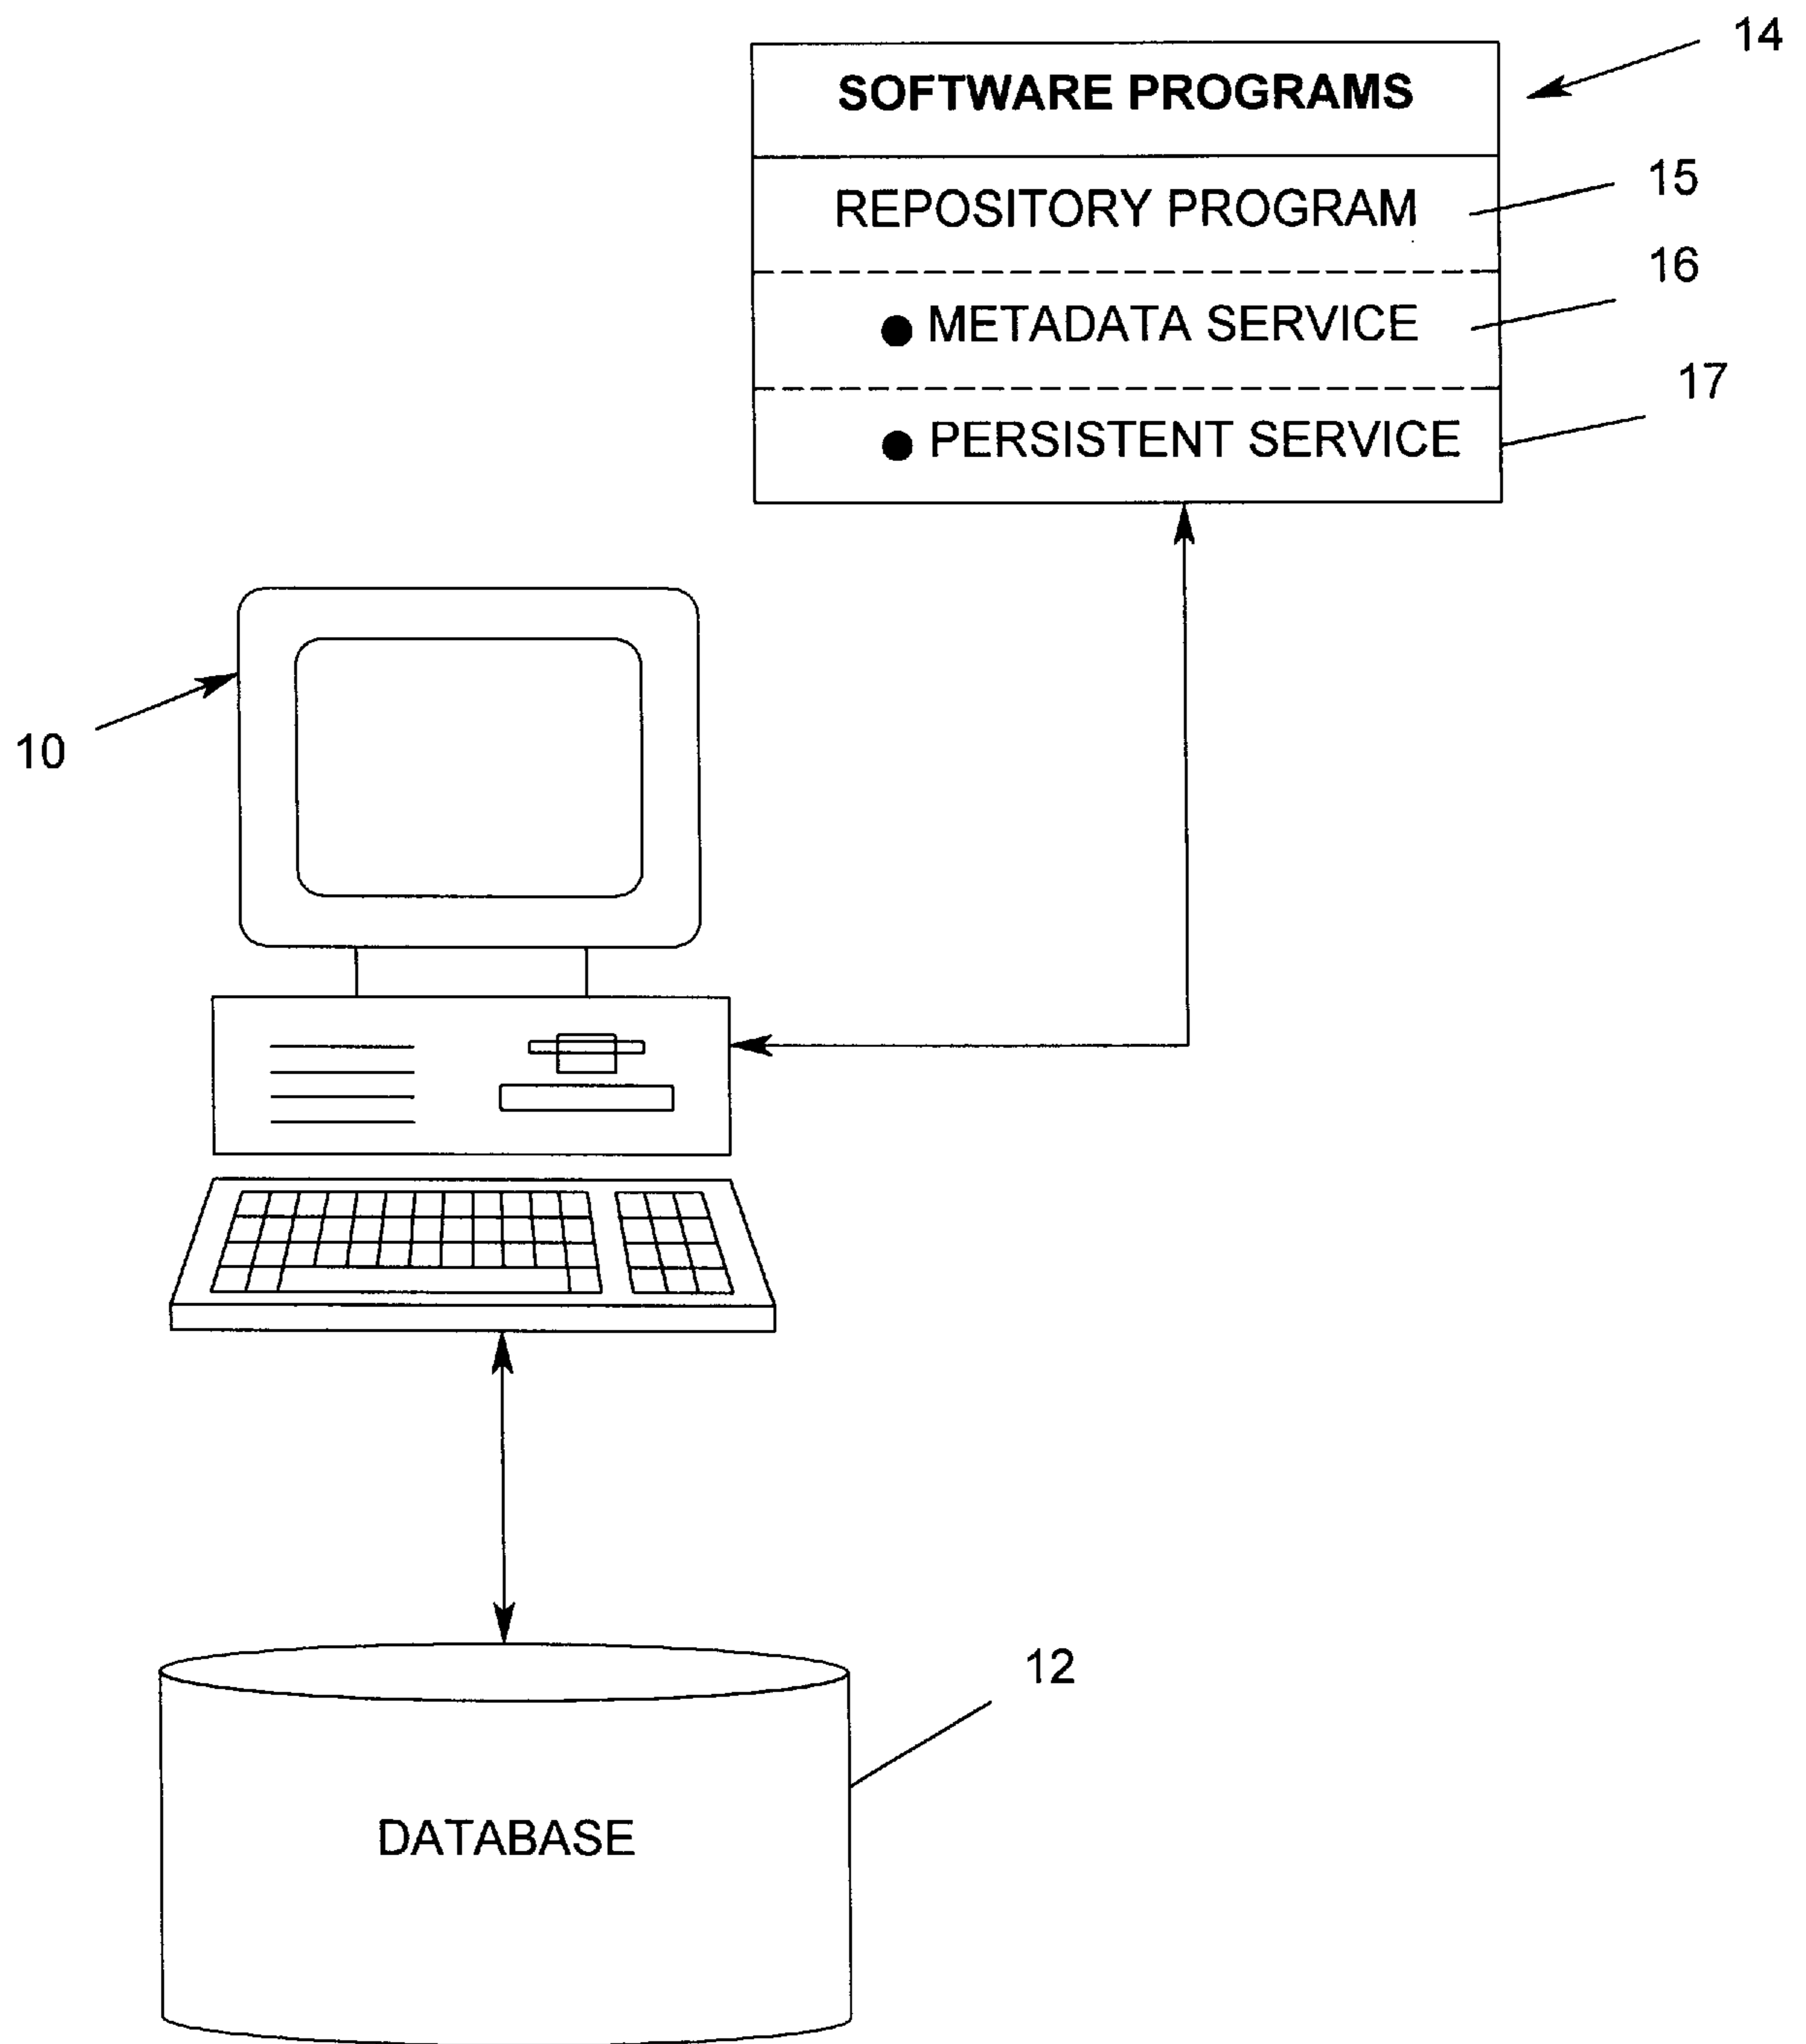 14
SOFTWARE PROGRAMS
15
REPOSITORY PROGRAM
16
● METADATA SERVICE
17
● PERSISTENT SERVICE
10
12
DATABASE